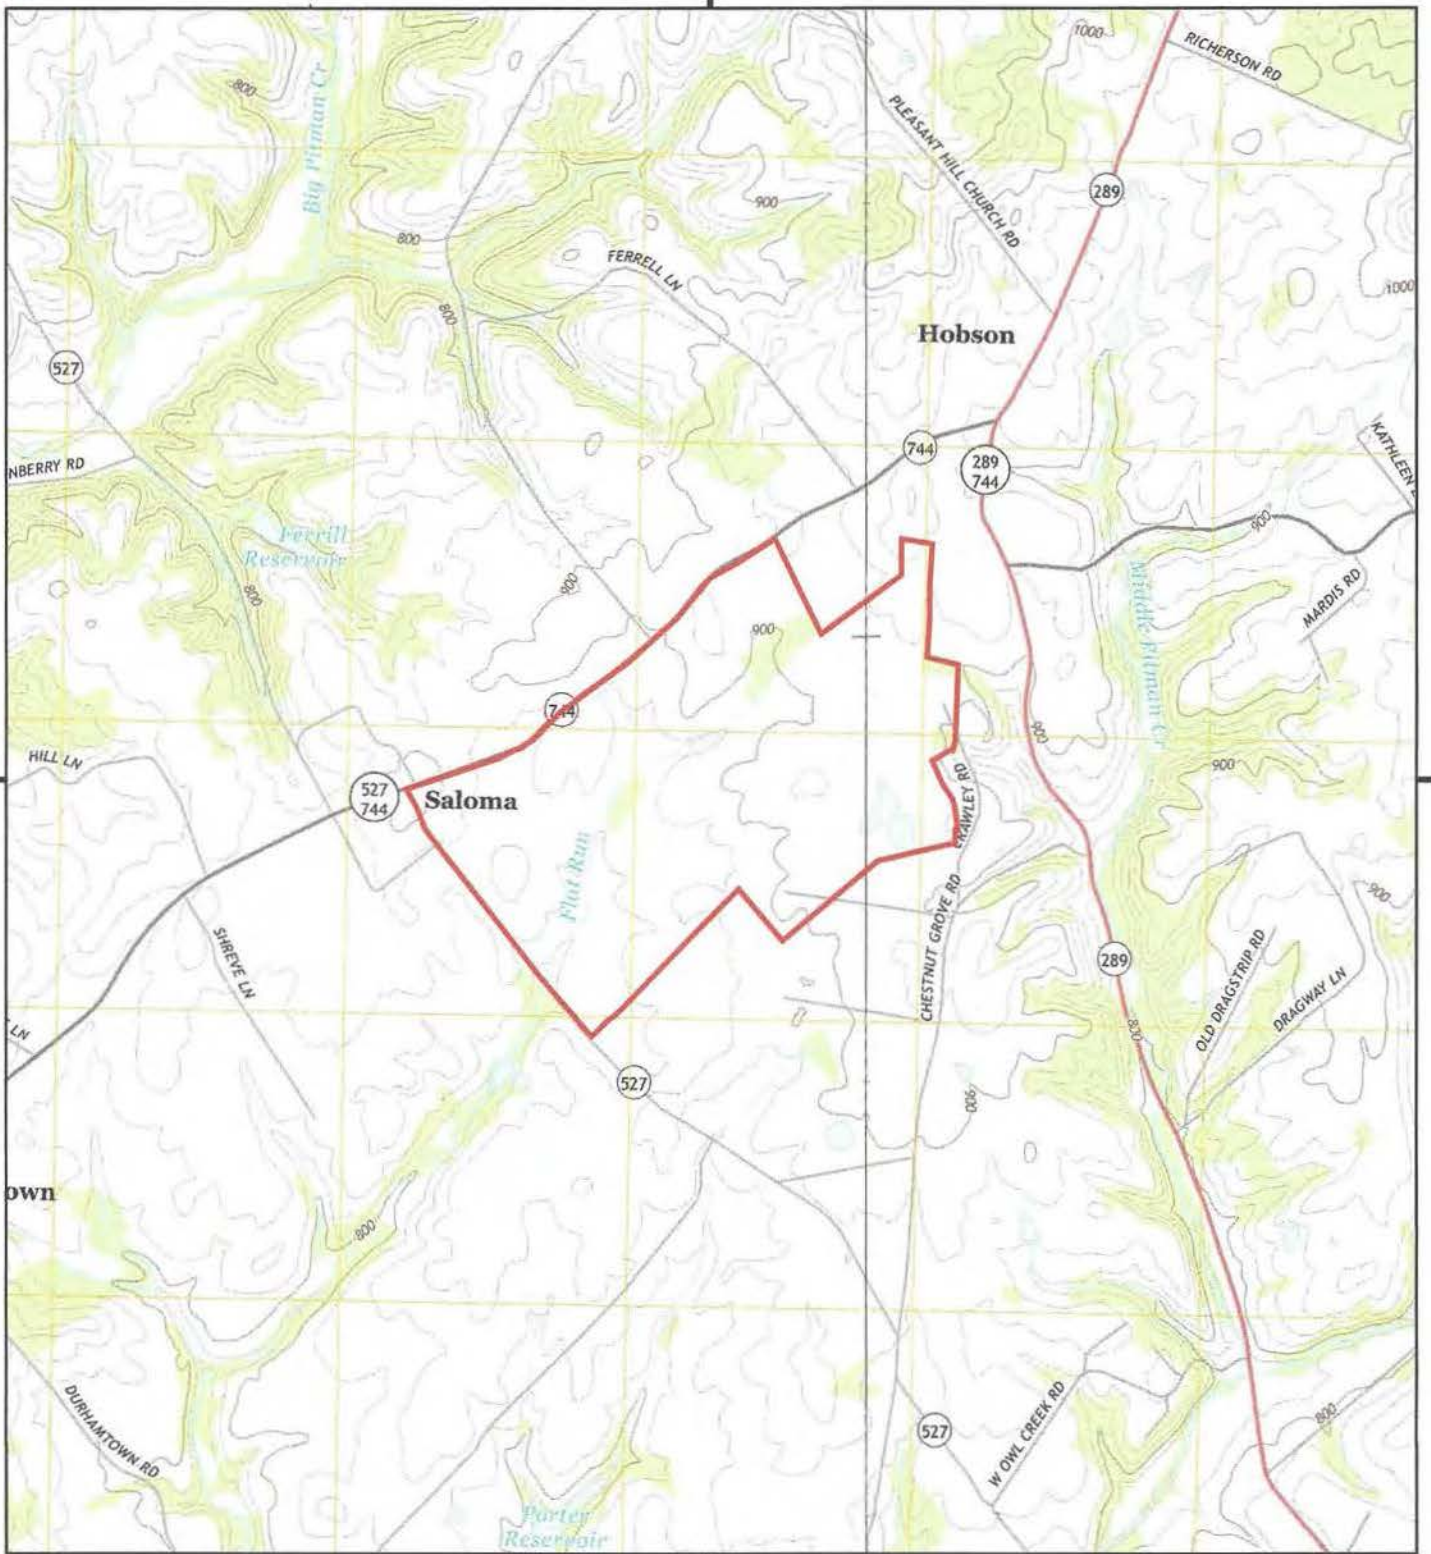 1000
RICHERSON RD
800
Big Pitman Cr
PLEASANT HILL CHURCH RD
289
900
800
FERRELL LN
1000
800
Hobson
527
KATHLEEN
744
289
744
NBERRY RD
900
Ferrill
Reservoir
800
900
MARDIS RD
900
Middle Pitman Cr
744
900
HILL LN
900
527
744
Saloma
CRAWLEY RD
Flat Run
CHESTNUT GROVE RD
900
SHREVE LN
289
OLD DRAGSTRIP RD
DRAGWAY LN
LN
800
527
900
own
800
DURHAMTOWN RD
W OWL CREEK RD
800
527
Porter
Reservoir